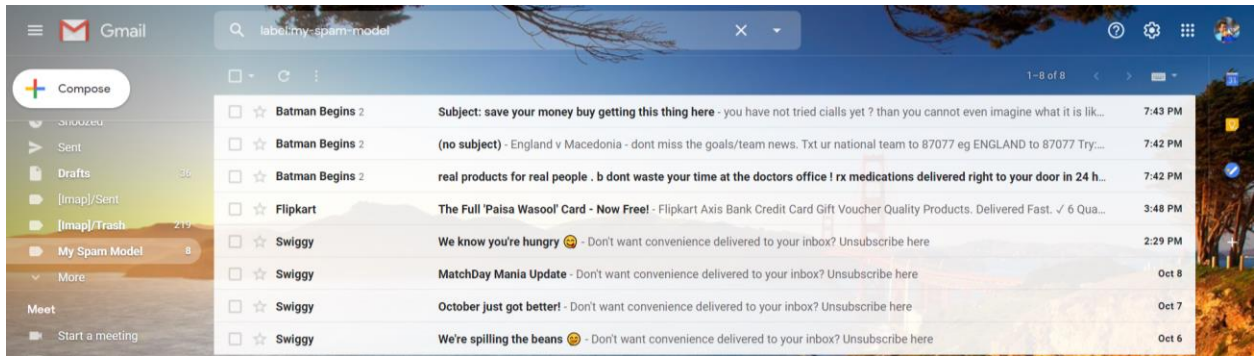 Gmail
label:my-spam-model
Compose
1–8 of 8
Snoozed
Sent
Drafts 36
[Imap]/Sent
[Imap]/Trash 219
My Spam Model 8
More
Meet
Start a meeting
Batman Begins 2 Subject: save your money buy getting this thing here - you have not tried cialls yet ? than you cannot even imagine what it is lik... 7:43 PM
Batman Begins 2 (no subject) - England v Macedonia - dont miss the goals/team news. Txt ur national team to 87077 eg ENGLAND to 87077 Try:... 7:42 PM
Batman Begins 2 real products for real people . b dont waste your time at the doctors office ! rx medications delivered right to your door in 24 h... 7:42 PM
Flipkart The Full 'Paisa Wasool' Card - Now Free! - Flipkart Axis Bank Credit Card Gift Voucher Quality Products. Delivered Fast. ✓ 6 Qua... 3:48 PM
Swiggy We know you're hungry 😋 - Don't want convenience delivered to your inbox? Unsubscribe here 2:29 PM
Swiggy MatchDay Mania Update - Don't want convenience delivered to your inbox? Unsubscribe here Oct 8
Swiggy October just got better! - Don't want convenience delivered to your inbox? Unsubscribe here Oct 7
Swiggy We're spilling the beans 😄 - Don't want convenience delivered to your inbox? Unsubscribe here Oct 6